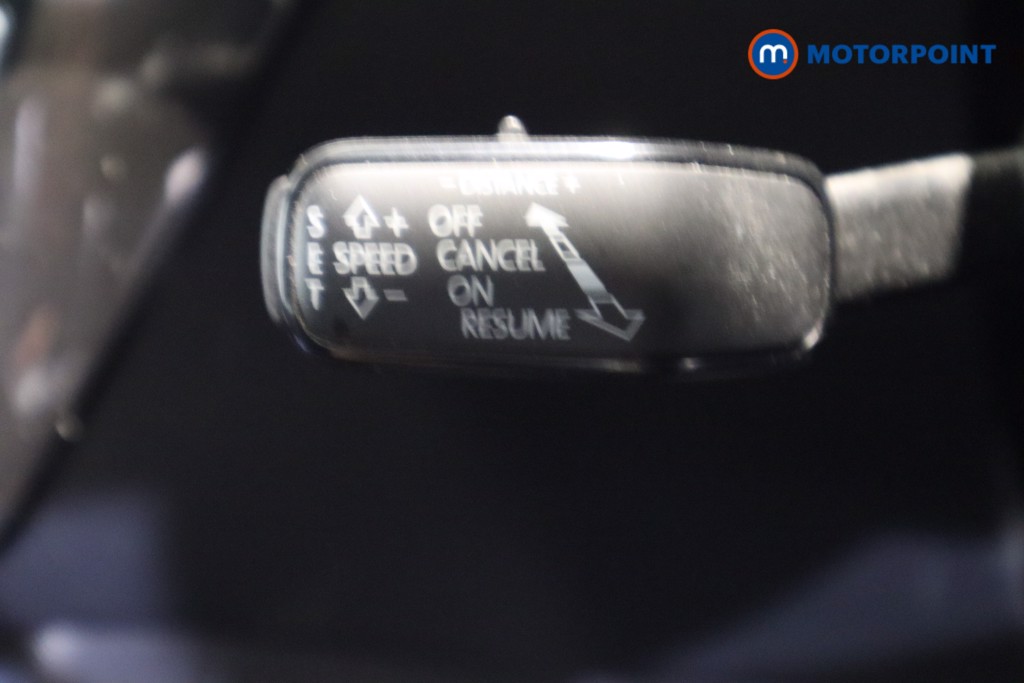 m. MOTORPOINT
- DISTANCE +
S + OFF
E SPEED CANCEL
T - ON
RESUME